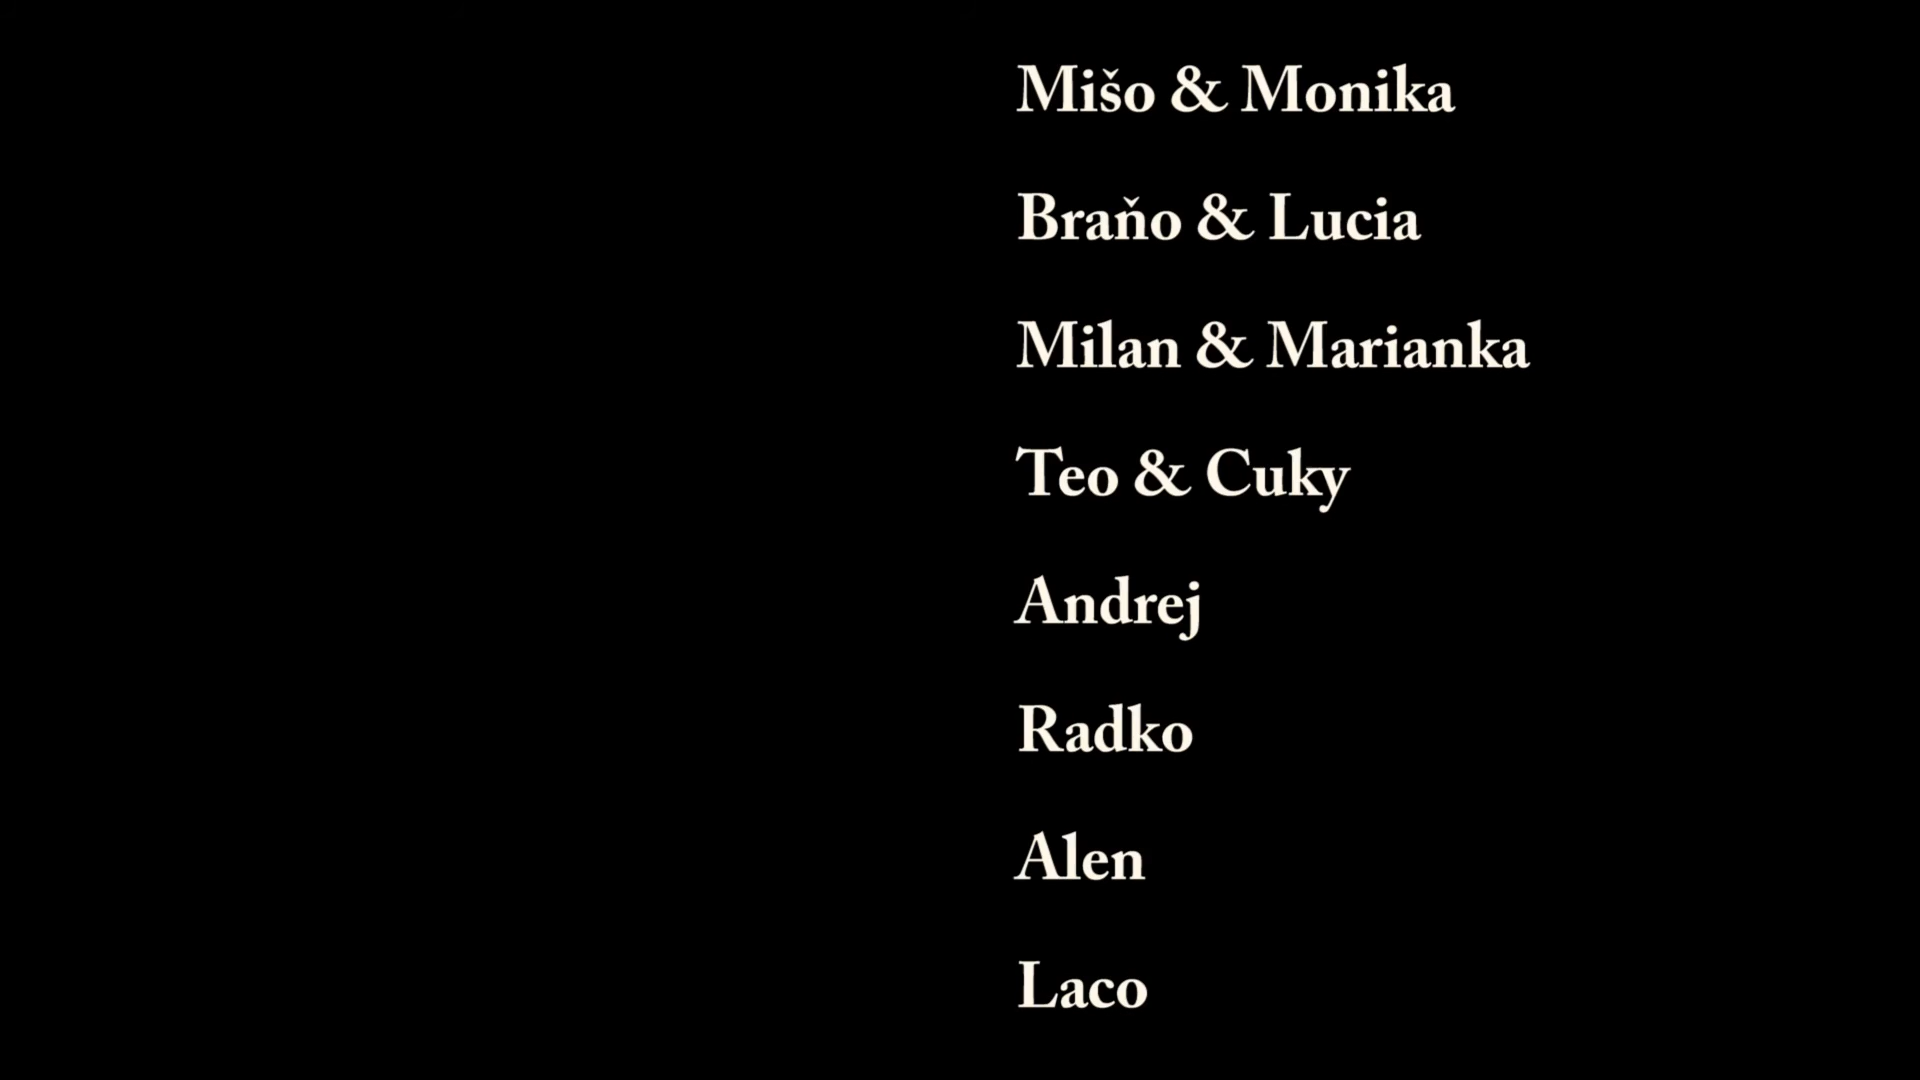 Mišo & Monika
Braňo & Lucia
Milan & Marianka
Teo & Cuky
Andrej
Radko
Alen
Laco